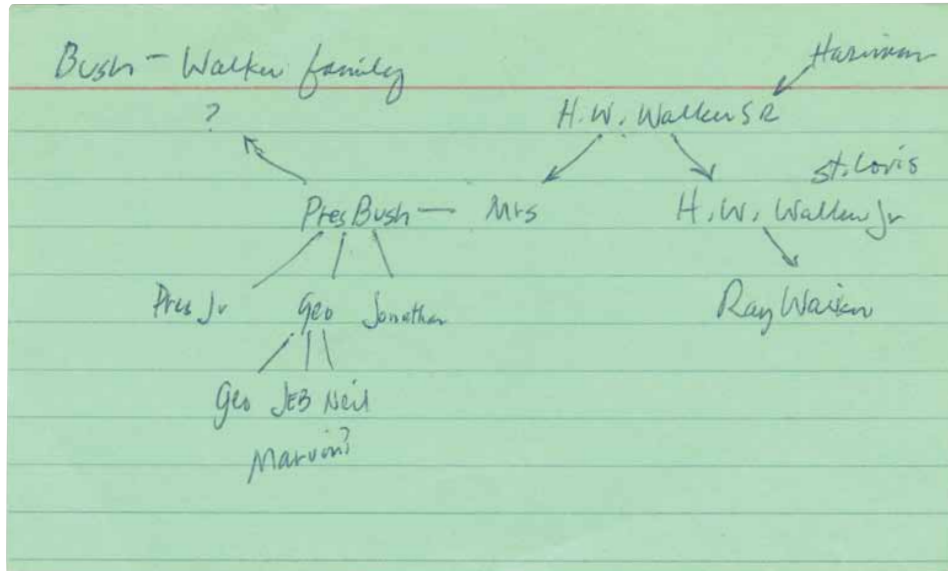 Bush - Walker family
Harriman
? H.W. Walker SR
St. Louis
Pres Bush — Mrs H.W. Walker Jr
Pres Jr Geo Jonathan Ray Walker
Geo JEB Neil
Marvin?